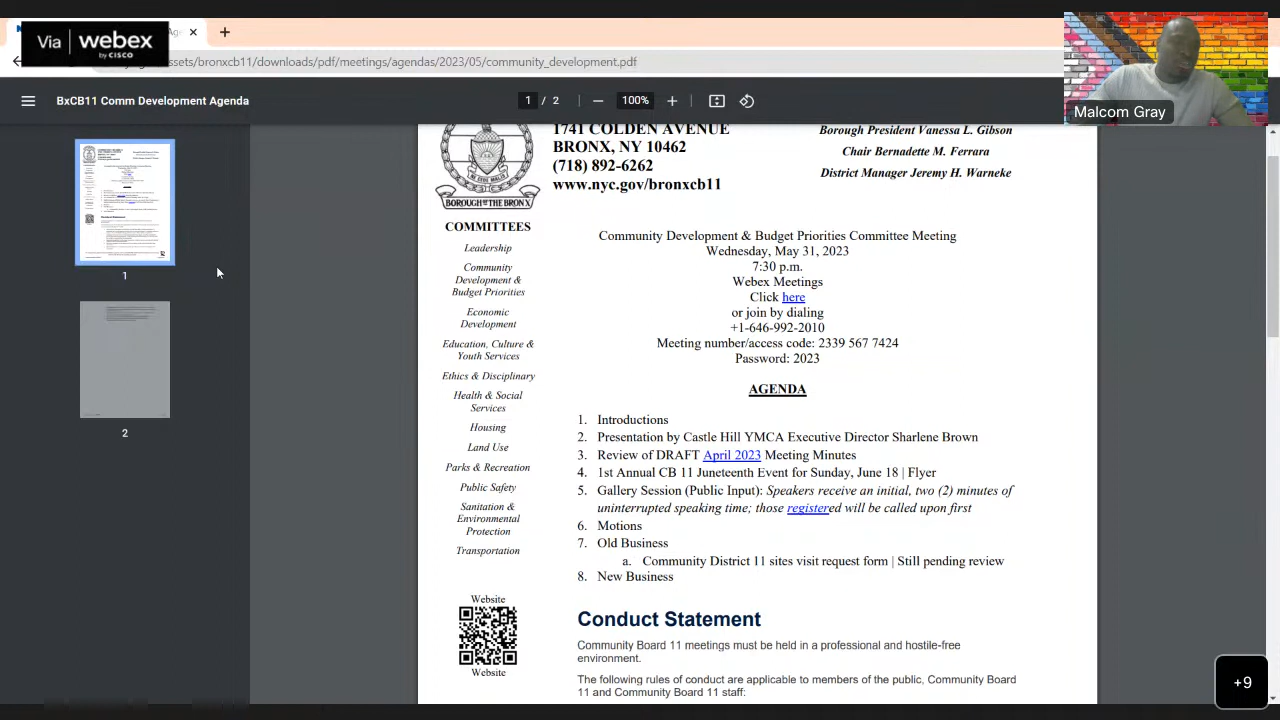 Via | webex
by CISCO
assets/bronxcb11/downloads/pdf/meet
2023/05/community_development.pdf
BxCB11 Comm Development Agenda
1 / 2
100%
Malcom Gray
1741 COLDEN AVENUE
BRONX, NY 10462
(718) 892-6262
www.nyc.gov/bronxcb11
Borough President Vanessa L. Gibson
Chair Bernadette M. Ferrara
District Manager Jeremy H. Warneke
BOROUGH OF THE BRONX
COMMITTEES
Leadership
Community
Development &
Budget Priorities
Economic
Development
Education, Culture &
Youth Services
Ethics & Disciplinary
Health & Social
Services
Housing
Land Use
Parks & Recreation
Public Safety
Sanitation &
Environmental
Protection
Transportation
Website
Website
Community Development & Budget Priorities Committee Meeting
Wednesday, May 31, 2023
7:30 p.m.
Webex Meetings
Click here
or join by dialing
+1-646-992-2010
Meeting number/access code: 2339 567 7424
Password: 2023
AGENDA
1. Introductions
2. Presentation by Castle Hill YMCA Executive Director Sharlene Brown
3. Review of DRAFT April 2023 Meeting Minutes
4. 1st Annual CB 11 Juneteenth Event for Sunday, June 18 | Flyer
5. Gallery Session (Public Input): Speakers receive an initial, two (2) minutes of
uninterrupted speaking time; those registered will be called upon first
6. Motions
7. Old Business
a. Community District 11 sites visit request form | Still pending review
8. New Business
Conduct Statement
Community Board 11 meetings must be held in a professional and hostile-free
environment.
The following rules of conduct are applicable to members of the public, Community Board
11 and Community Board 11 staff:
1
2
+9